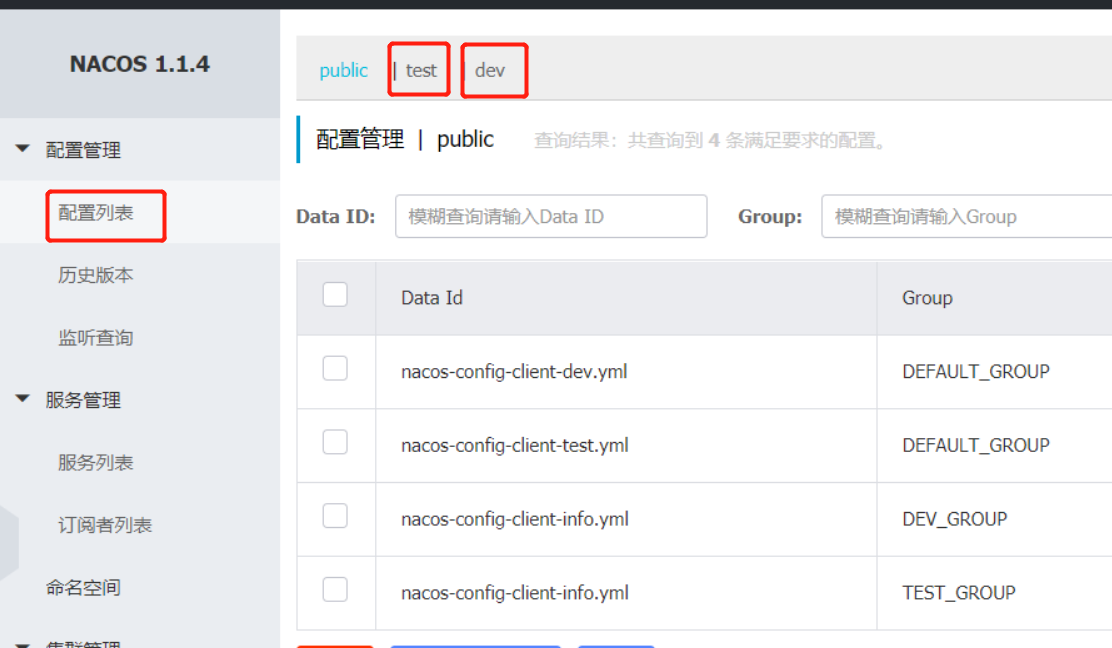 NACOS 1.1.4
配置管理
配置列表
历史版本
监听查询
服务管理
服务列表
订阅者列表
命名空间
集群管理
public | test | dev
配置管理 | public 查询结果：共查询到 4 条满足要求的配置。
Data ID: 模糊查询请输入Data ID Group: 模糊查询请输入Group
Data Id Group
nacos-config-client-dev.yml DEFAULT_GROUP
nacos-config-client-test.yml DEFAULT_GROUP
nacos-config-client-info.yml DEV_GROUP
nacos-config-client-info.yml TEST_GROUP